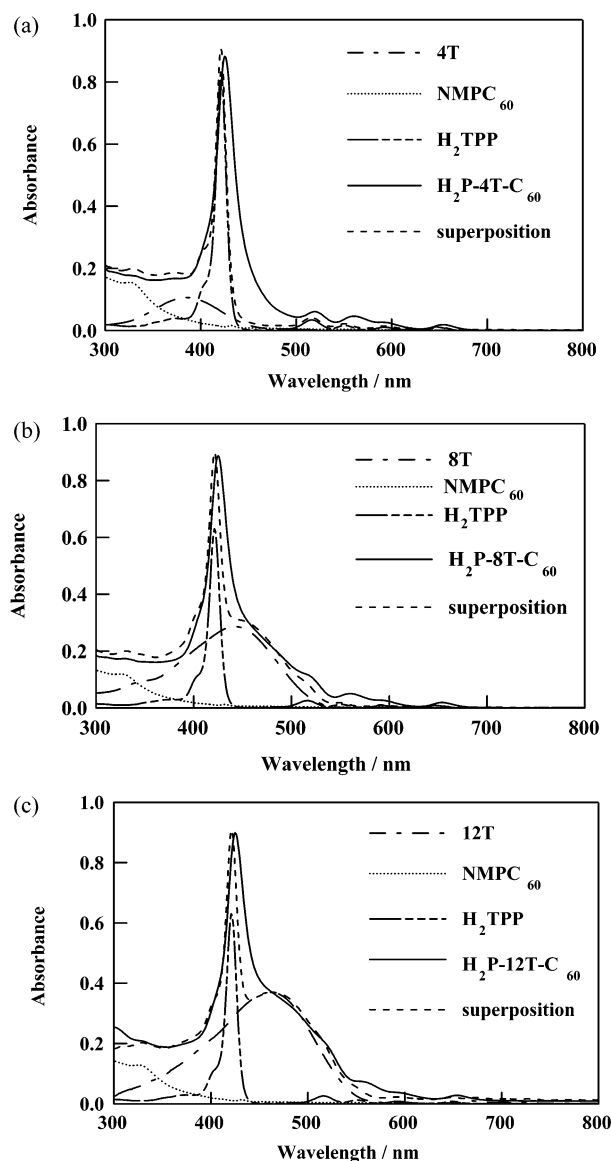 (a)
1.0
0.8
0.6
0.4
0.2
0.0
Absorbance
4T
NMPC60
H2TPP
H2P-4T-C60
superposition
300 400 500 600 700 800
Wavelength / nm
(b)
1.0
0.8
0.6
0.4
0.2
0.0
Absorbance
8T
NMPC60
H2TPP
H2P-8T-C60
superposition
300 400 500 600 700 800
Wavelength / nm
(c)
1.0
0.8
0.6
0.4
0.2
0.0
Absorbance
12T
NMPC60
H2TPP
H2P-12T-C60
superposition
300 400 500 600 700 800
Wavelength / nm